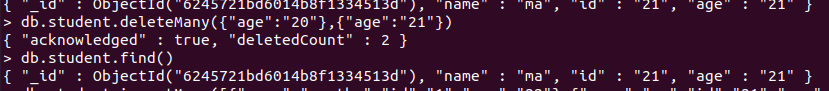 { "_id" : ObjectId("6245721bd6014b8f1334513d"), "name" : "ma", "id" : "21", "age" : "21" }
> db.student.deleteMany({"age":"20"},{"age":"21"})
{ "acknowledged" : true, "deletedCount" : 2 }
> db.student.find()
{ "_id" : ObjectId("6245721bd6014b8f1334513d"), "name" : "ma", "id" : "21", "age" : "21" }